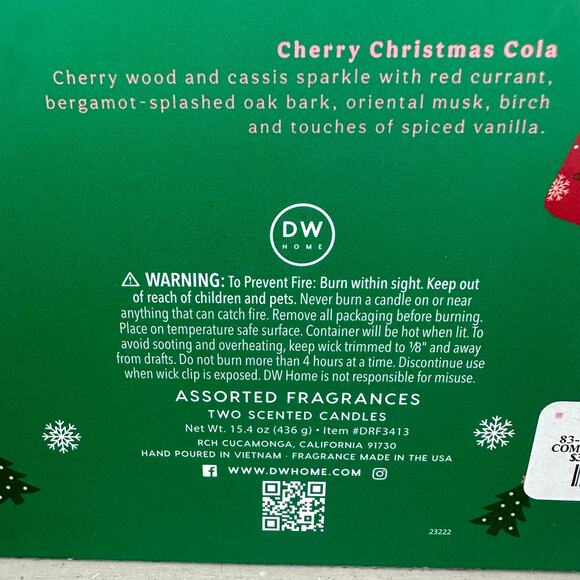 Cherry Christmas Cola
Cherry wood and cassis sparkle with red currant,
bergamot-splashed oak bark, oriental musk, birch
and touches of spiced vanilla.
DW
HOME
⚠ WARNING: To Prevent Fire: Burn within sight. Keep out
of reach of children and pets. Never burn a candle on or near
anything that can catch fire. Remove all packaging before burning.
Place on temperature safe surface. Container will be hot when lit. To
avoid sooting and overheating, keep wick trimmed to 1/8" and away
from drafts. Do not burn more than 4 hours at a time. Discontinue use
when wick clip is exposed. DW Home is not responsible for misuse.
ASSORTED FRAGRANCES
TWO SCENTED CANDLES
Net Wt. 15.4 oz (436 g) • Item #DRF3413
RCH CUCAMONGA, CALIFORNIA 91730
HAND POURED IN VIETNAM • FRAGRANCE MADE IN THE USA
WWW.DWHOME.COM
23222
83-
COM
$3